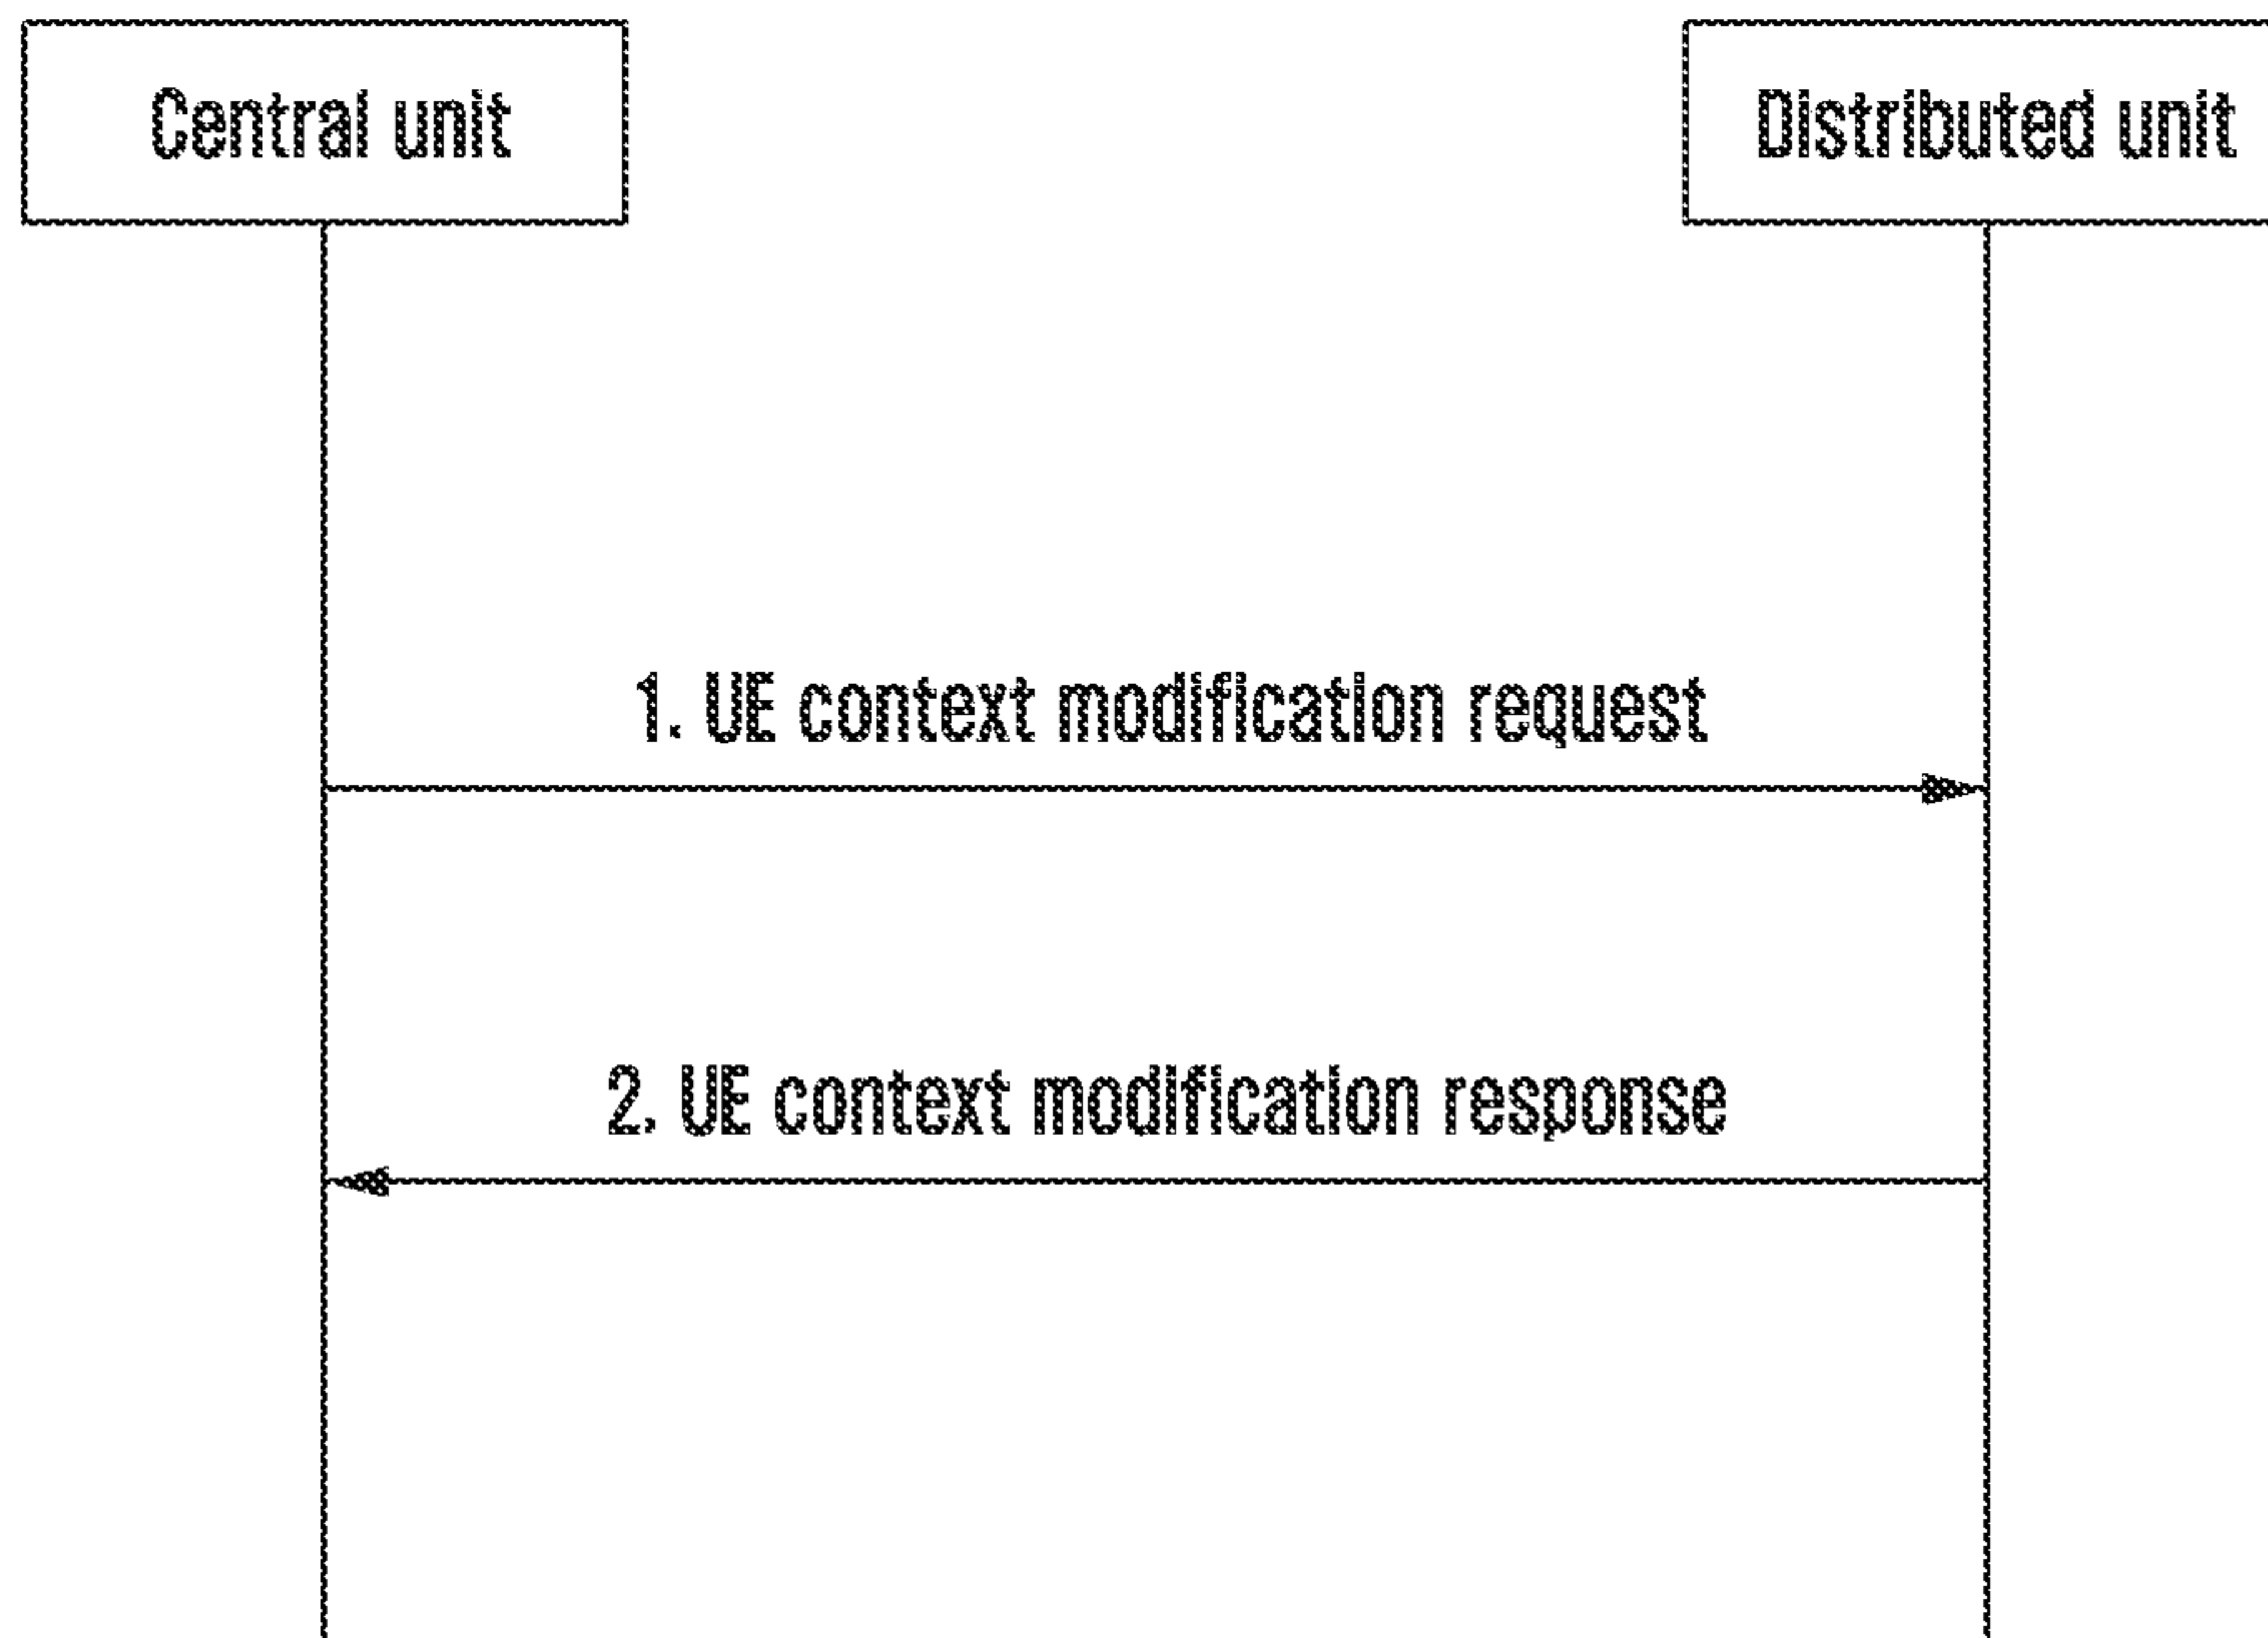 Central unit
Distributed unit
1. UE context modification request
2. UE context modification response